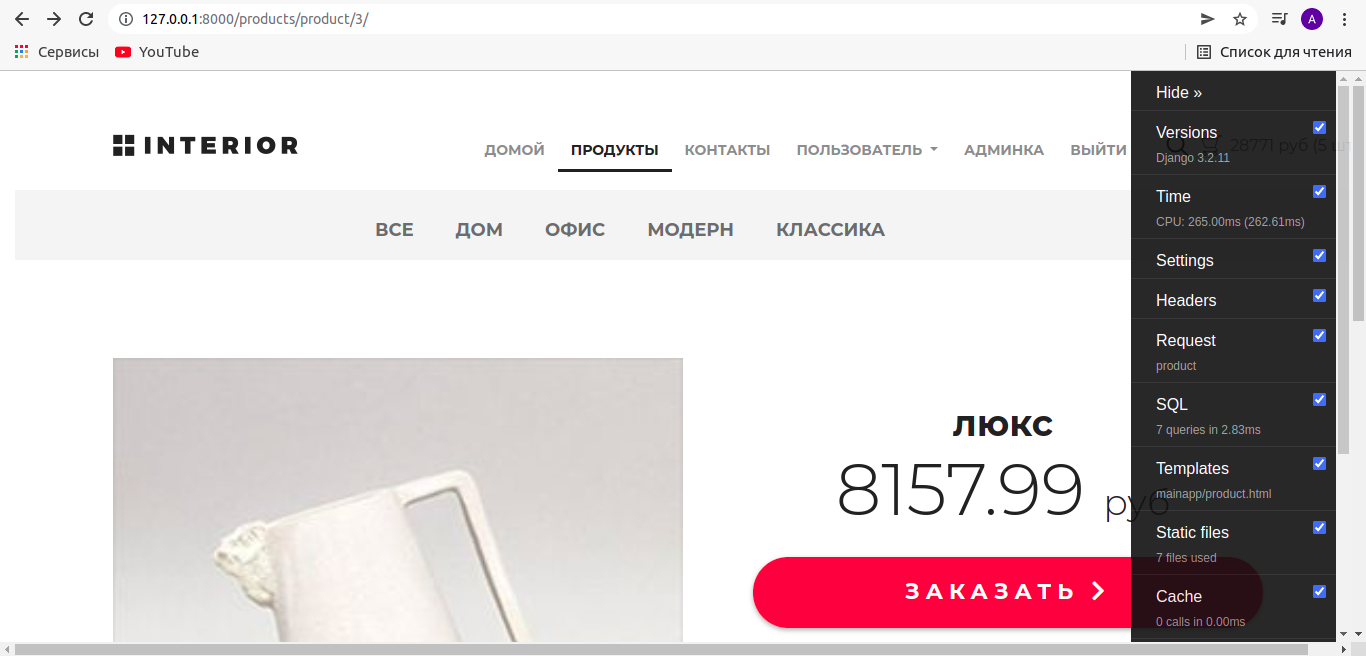 127.0.0.1:8000/products/product/3/
A
Сервисы YouTube Список для чтения
INTERIOR
ДОМОЙ ПРОДУКТЫ КОНТАКТЫ ПОЛЬЗОВАТЕЛЬ АДМИНКА ВЫЙТИ 28771 руб (5
ВСЕ ДОМ ОФИС МОДЕРН КЛАССИКА
ЛЮКС
8157.99 руб
ЗАКАЗАТЬ
Hide »
Versions
Django 3.2.11
Time
CPU: 265.00ms (262.61ms)
Settings
Headers
Request
product
SQL
7 queries in 2.83ms
Templates
mainapp/product.html
Static files
7 files used
Cache
0 calls in 0.00ms